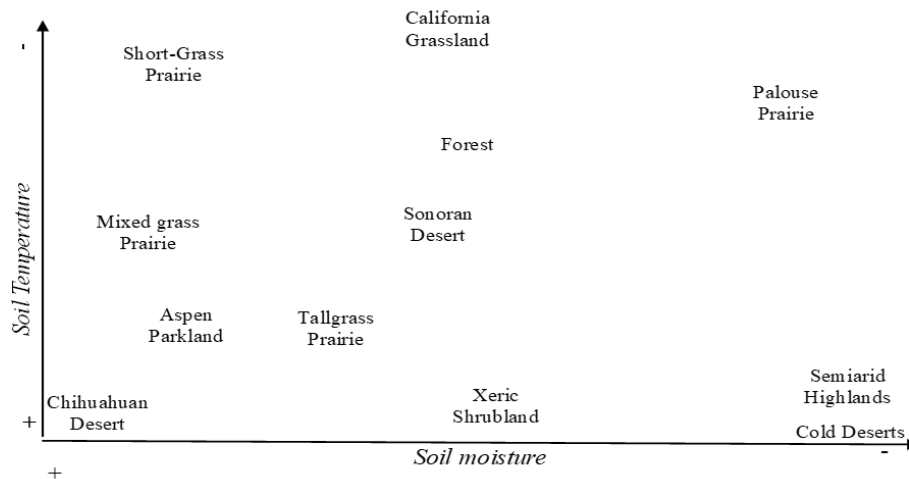 California
Grassland
-
Short-Grass
Prairie
Palouse
Prairie
Forest
Soil Temperature
Mixed grass
Prairie
Sonoran
Desert
Aspen
Parkland
Tallgrass
Prairie
Semiarid
Highlands
Chihuahuan
Desert
Xeric
Shrubland
+
Cold Deserts
Soil moisture
-
+